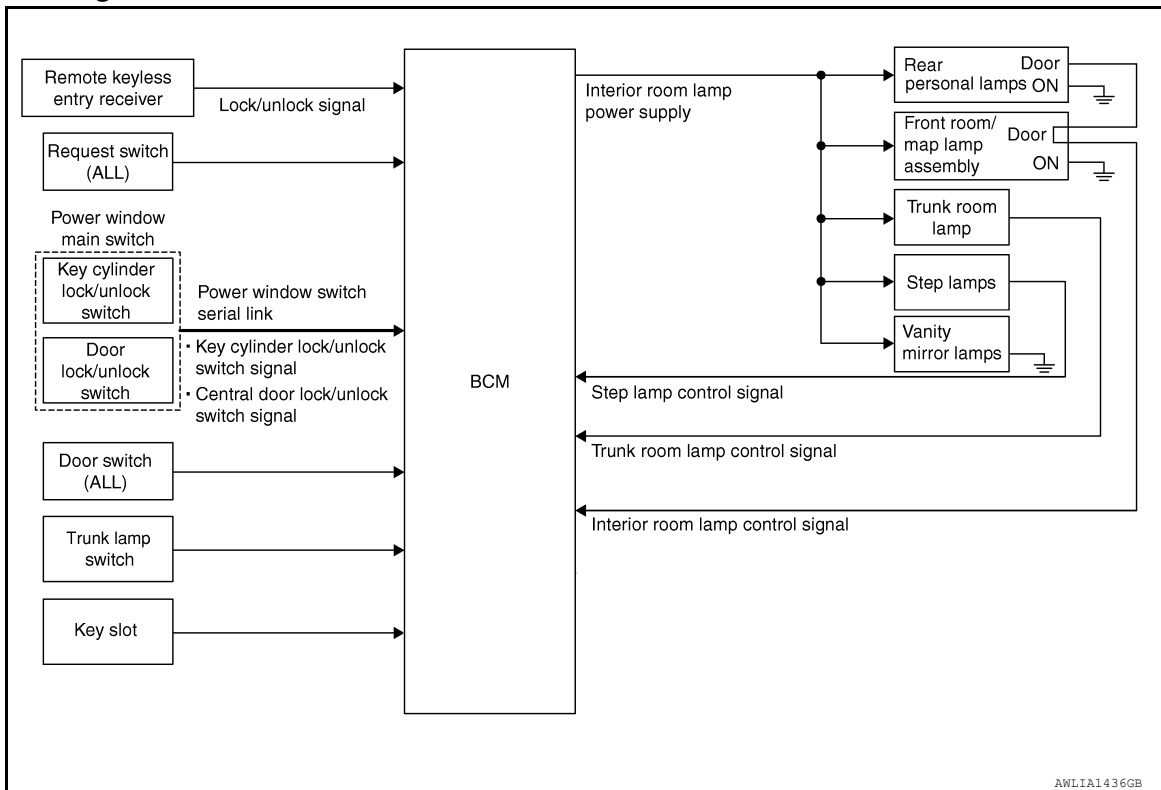 Remote keyless
entry receiver
Lock/unlock signal
Request switch
(ALL)
Power window
main switch
Key cylinder
lock/unlock
switch
Door
lock/unlock
switch
Power window switch
serial link
· Key cylinder lock/unlock
switch signal
· Central door lock/unlock
switch signal
Door switch
(ALL)
Trunk lamp
switch
Key slot
BCM
Interior room lamp
power supply
Rear
personal lamps
Door
ON
Front room/
map lamp
assembly
Door
ON
Trunk room
lamp
Step lamps
Vanity
mirror lamps
Step lamp control signal
Trunk room lamp control signal
Interior room lamp control signal
AWLIA1436GB